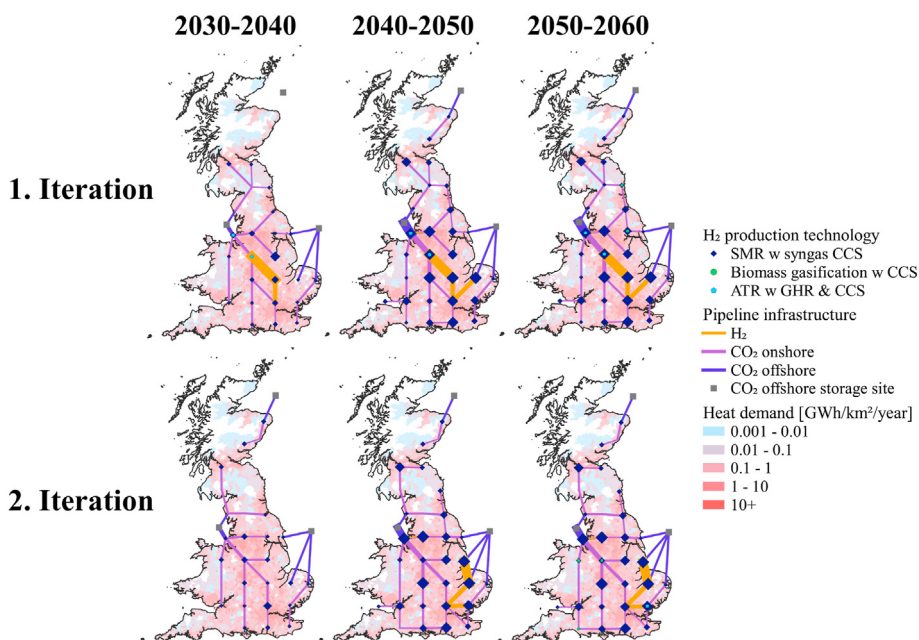 2030-2040 2040-2050 2050-2060
1. Iteration
2. Iteration
H₂ production technology
SMR w syngas CCS
Biomass gasification w CCS
ATR w GHR & CCS
Pipeline infrastructure
H₂
CO₂ onshore
CO₂ offshore
CO₂ offshore storage site
Heat demand [GWh/km²/year]
0.001 - 0.01
0.01 - 0.1
0.1 - 1
1 - 10
10+